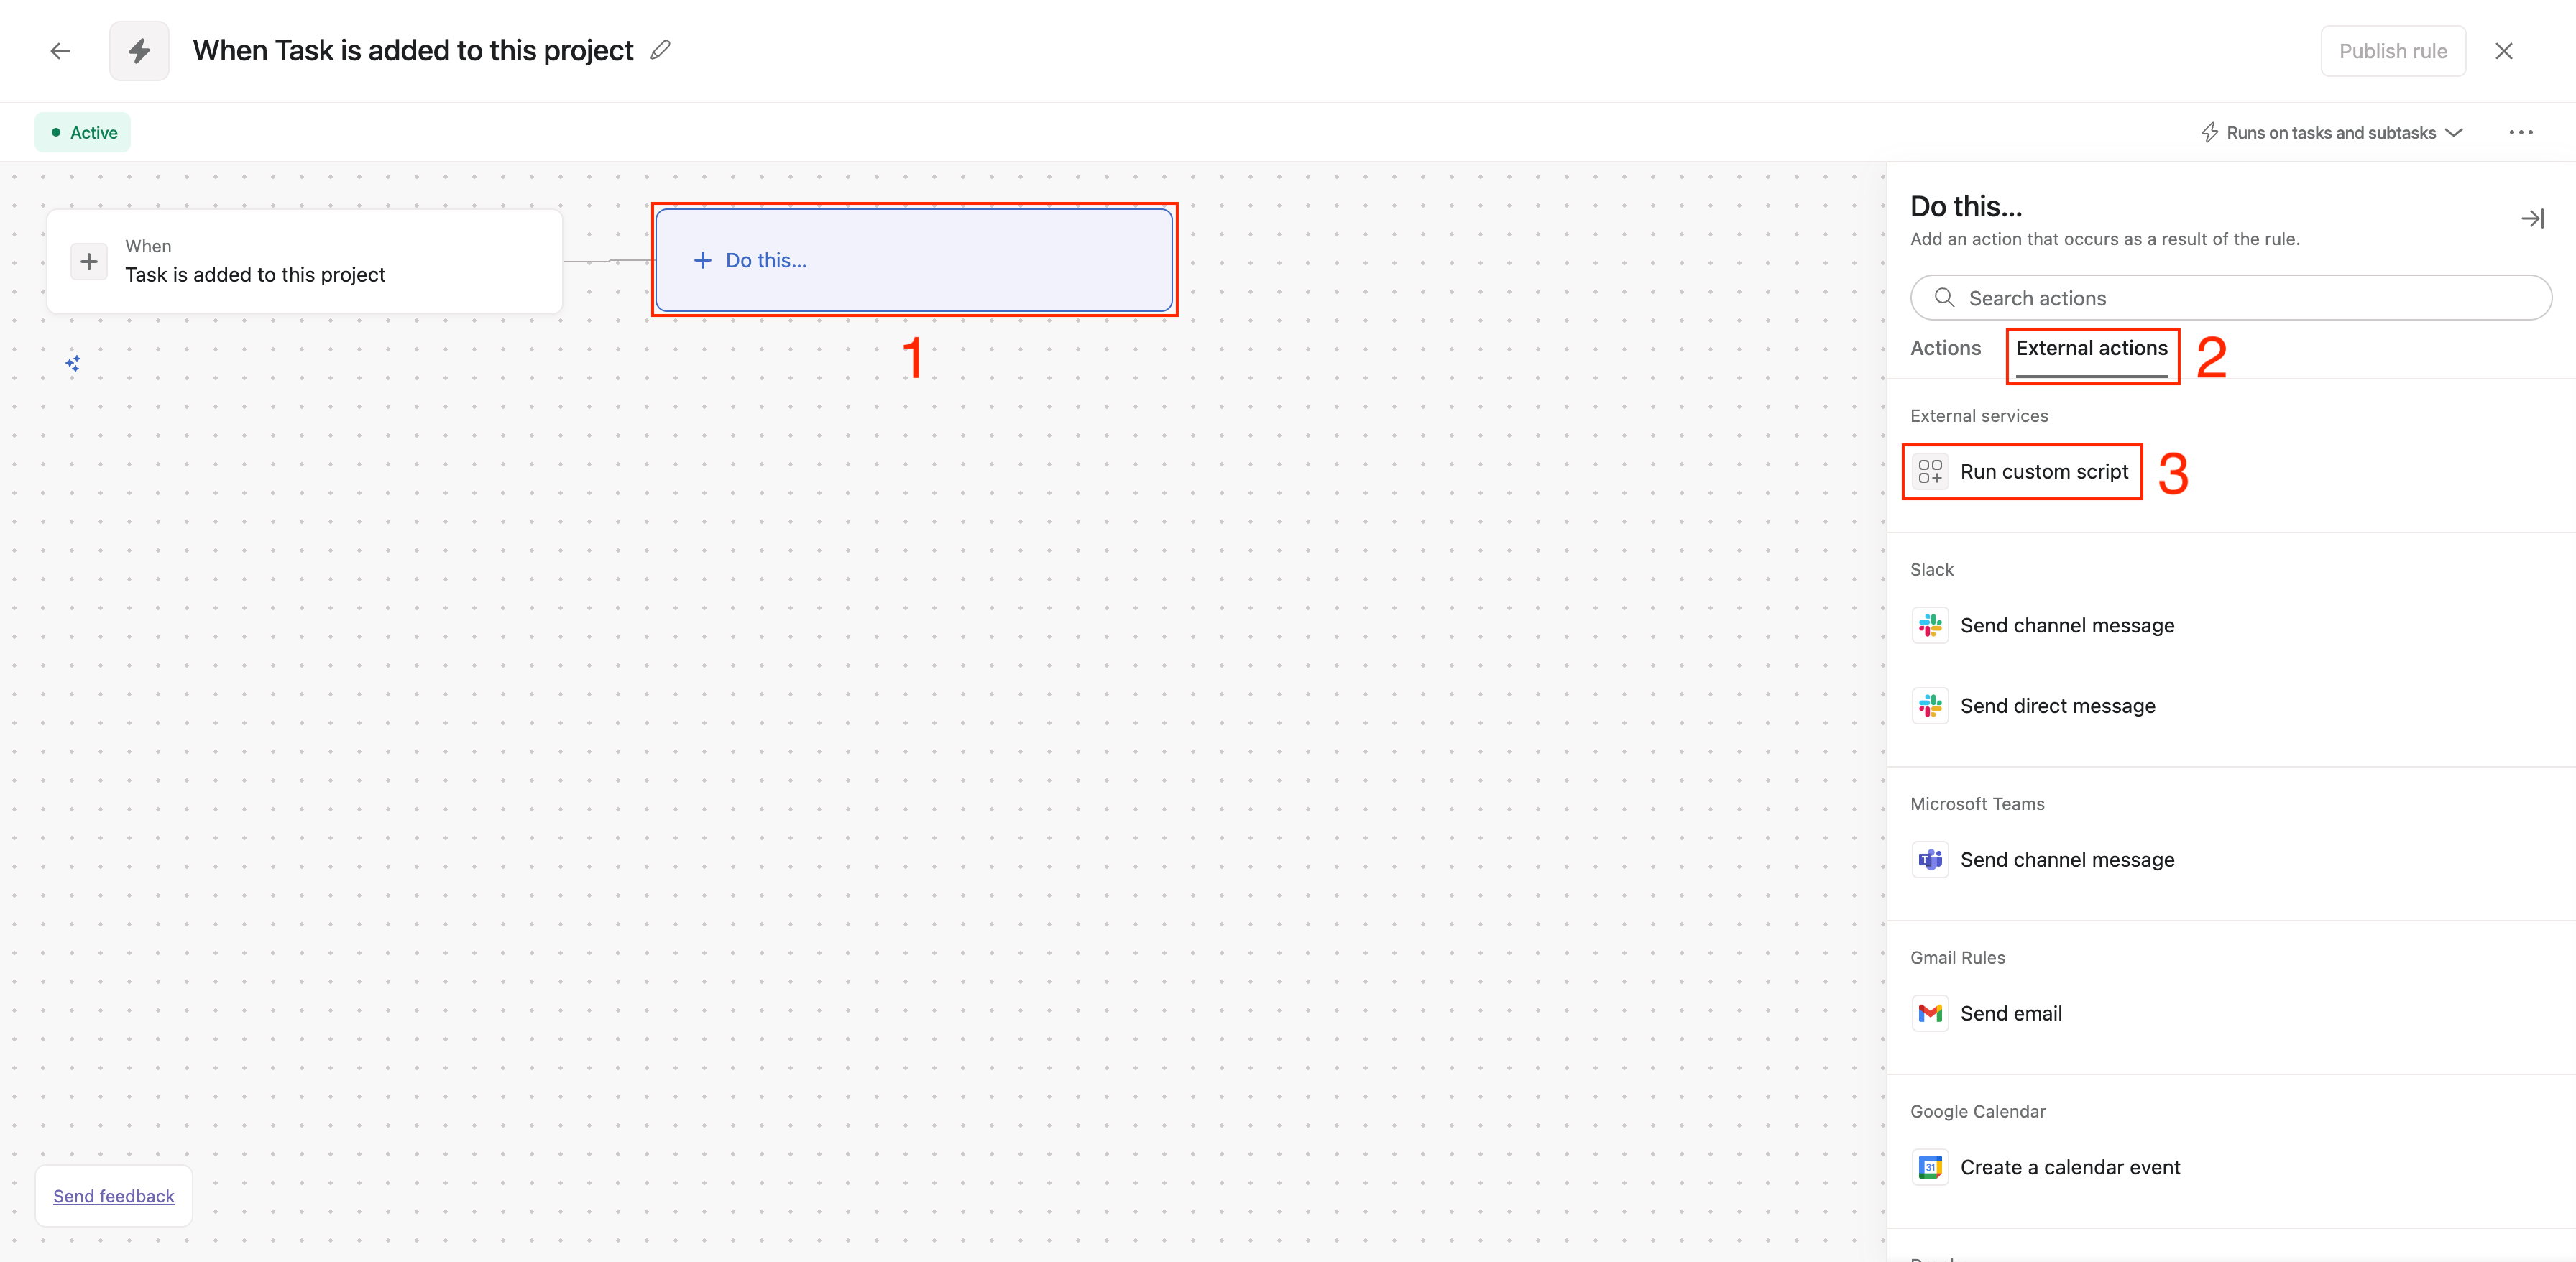 When Task is added to this project
Publish rule
Active
Runs on tasks and subtasks
When
Task is added to this project
Do this...
1
Do this...
Add an action that occurs as a result of the rule.
Search actions
Actions
External actions
2
External services
Run custom script
3
Slack
Send channel message
Send direct message
Microsoft Teams
Send channel message
Gmail Rules
Send email
Google Calendar
31
Create a calendar event
Send feedback